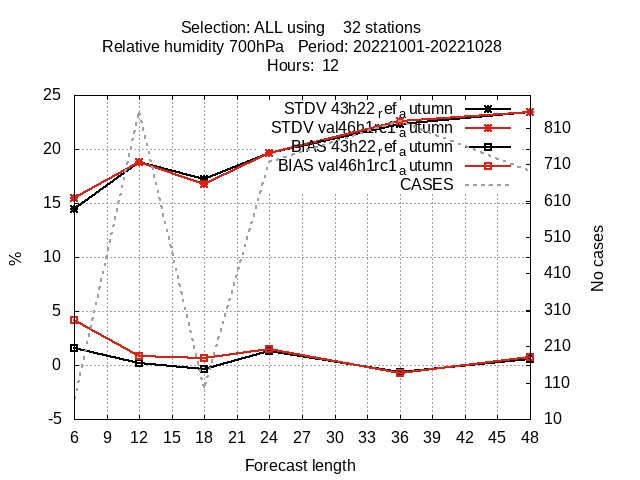 Selection: ALL using    32 stations
Relative humidity 700hPa   Period: 20221001-20221028
Hours:  12
25
20
15
10
5
0
-5
%
STDV 43h22_ref_autumn
STDV val46h1rc1_autumn
BIAS 43h22_ref_autumn
BIAS val46h1rc1_autumn
CASES
810
710
610
510
410
310
210
110
10
No cases
6 9 12 15 18 21 24 27 30 33 36 39 42 45 48
Forecast length